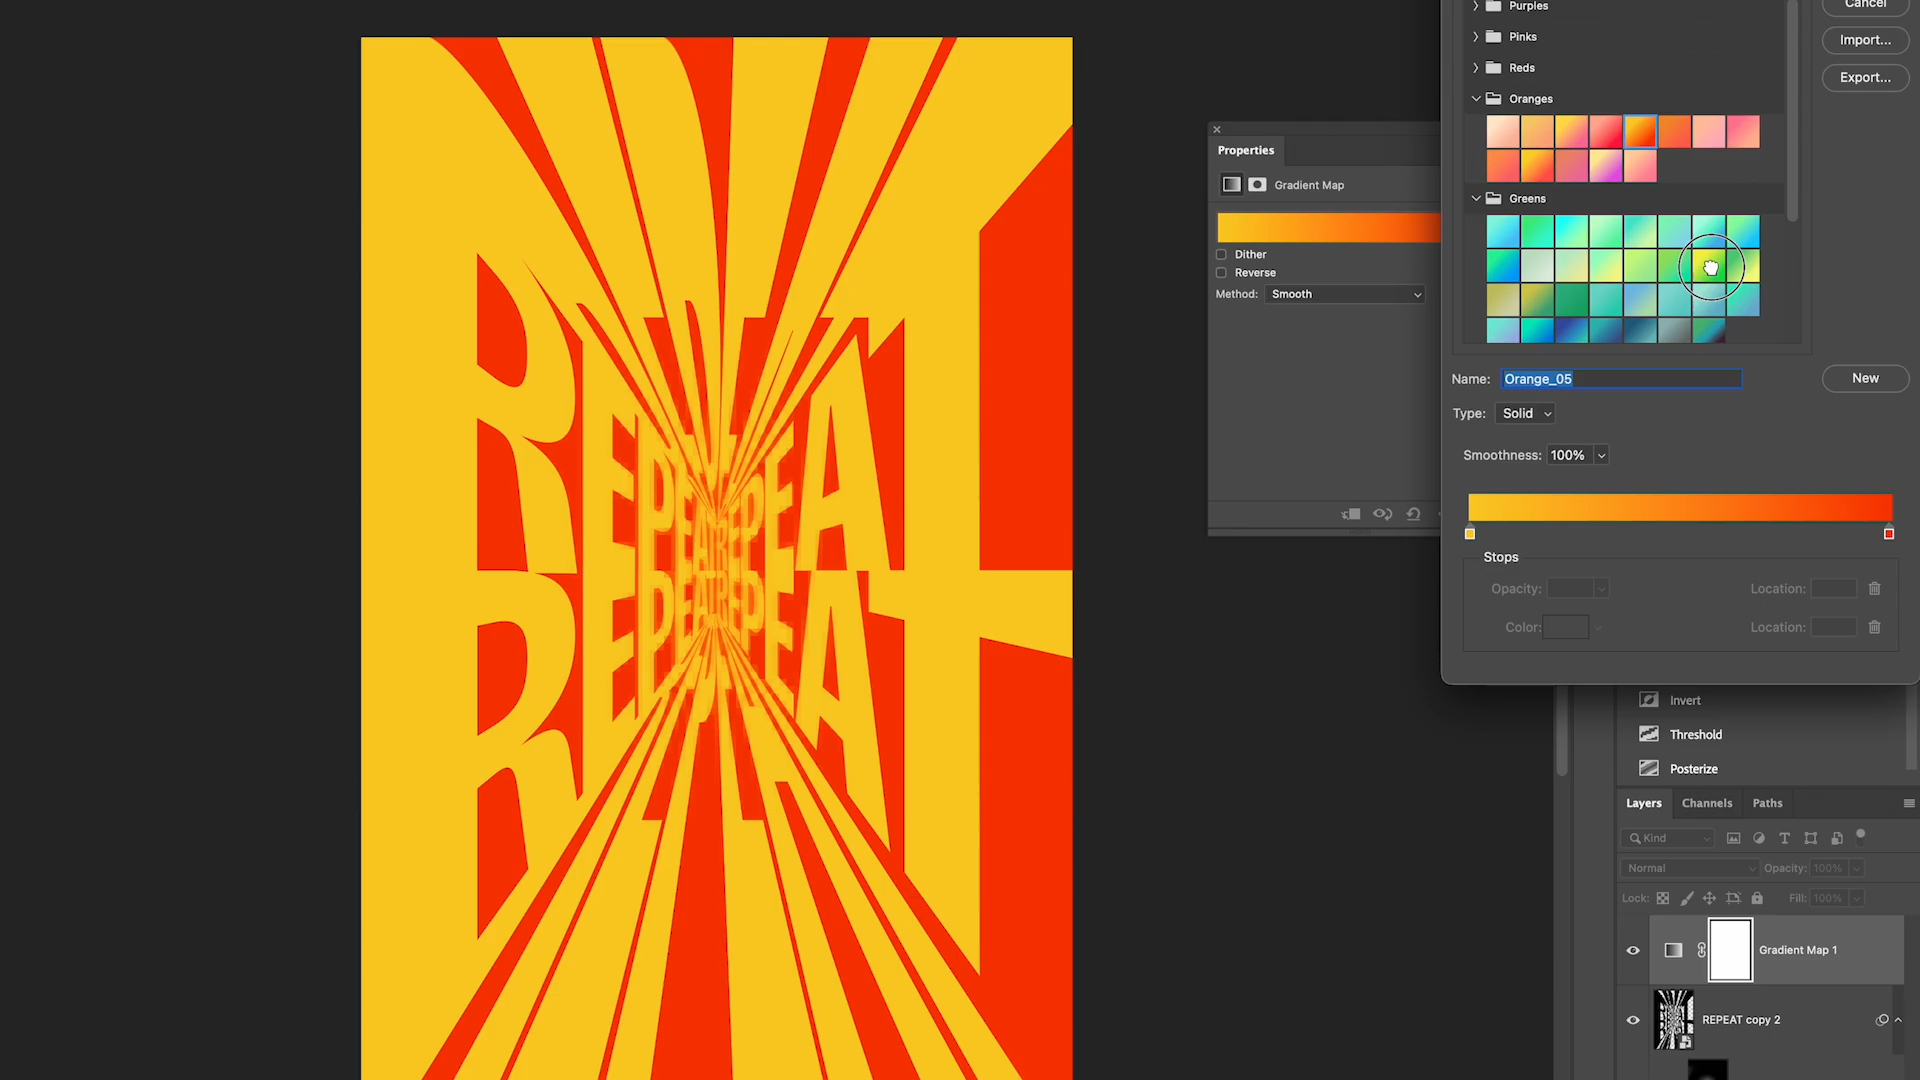 Purples
Cancel
Pinks
Import...
Reds
Export...
Oranges
Properties
Gradient Map
Greens
Dither
Reverse
Method: Smooth
Name: Orange_05
New
Type: Solid
Smoothness: 100%
Stops
Opacity:
Location:
Color:
Location:
Invert
Threshold
Posterize
Layers
Channels
Paths
Kind
Normal
Opacity: 100%
Lock:
Fill: 100%
Gradient Map 1
REPEAT copy 2
REPEAT
REPEAT